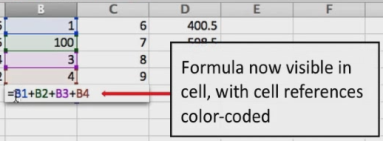 B C D E F
1 6 400.5
100 7
3 8
4 9
=B1+B2+B3+B4
Formula now visible in
cell, with cell references
color-coded